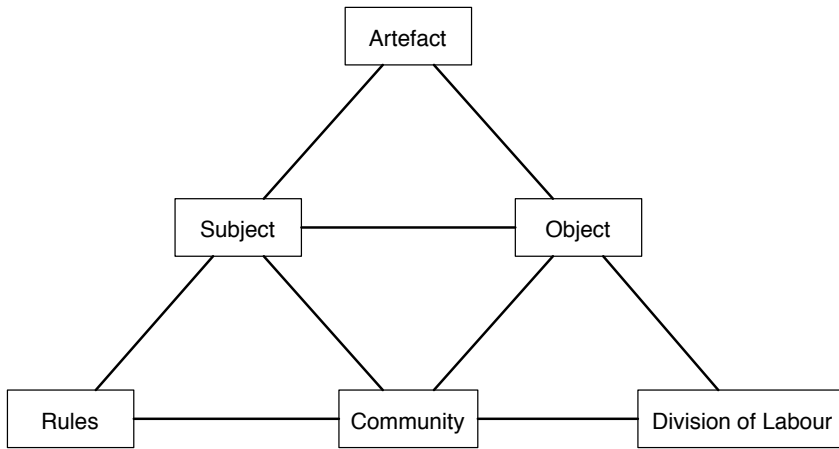 Artefact
Subject
Object
Rules
Community
Division of Labour